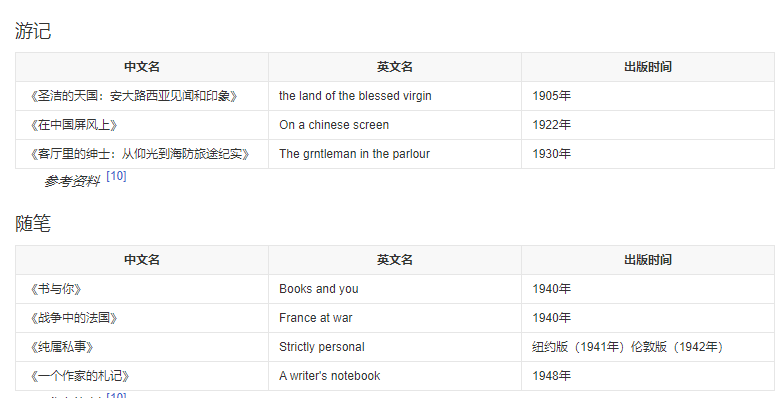 游记
中文名 英文名 出版时间
《圣洁的天国：安大路西亚见闻和印象》 the land of the blessed virgin 1905年
《在中国屏风上》 On a chinese screen 1922年
《客厅里的绅士：从仰光到海防旅途纪实》 The grntleman in the parlour 1930年
参考资料 [10]
随笔
中文名 英文名 出版时间
《书与你》 Books and you 1940年
《战争中的法国》 France at war 1940年
《纯属私事》 Strictly personal 纽约版（1941年）伦敦版（1942年）
《一个作家的札记》 A writer's notebook 1948年
[10]